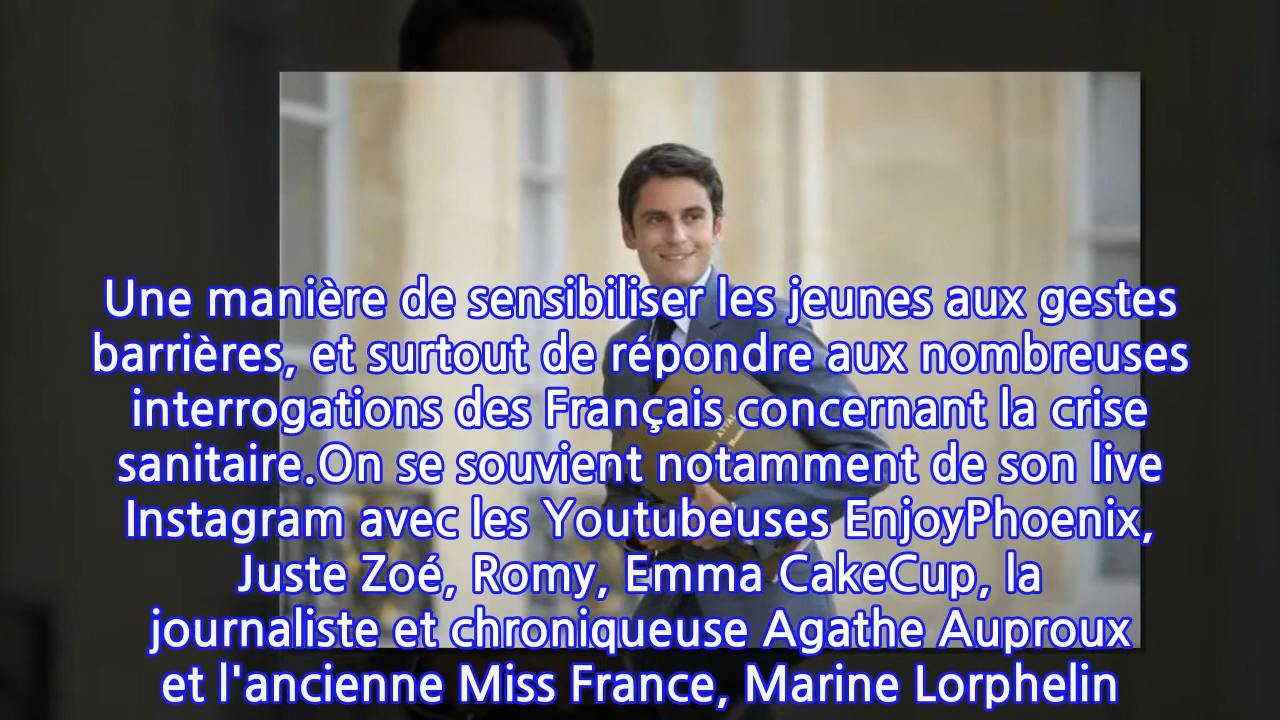 Une manière de sensibiliser les jeunes aux gestes
barrières, et surtout de répondre aux nombreuses
interrogations des Français concernant la crise
sanitaire.On se souvient notamment de son live
Instagram avec les Youtubeuses EnjoyPhoenix,
Juste Zoé, Romy, Emma CakeCup, la
journaliste et chroniqueuse Agathe Auproux
et l'ancienne Miss France, Marine Lorphelin